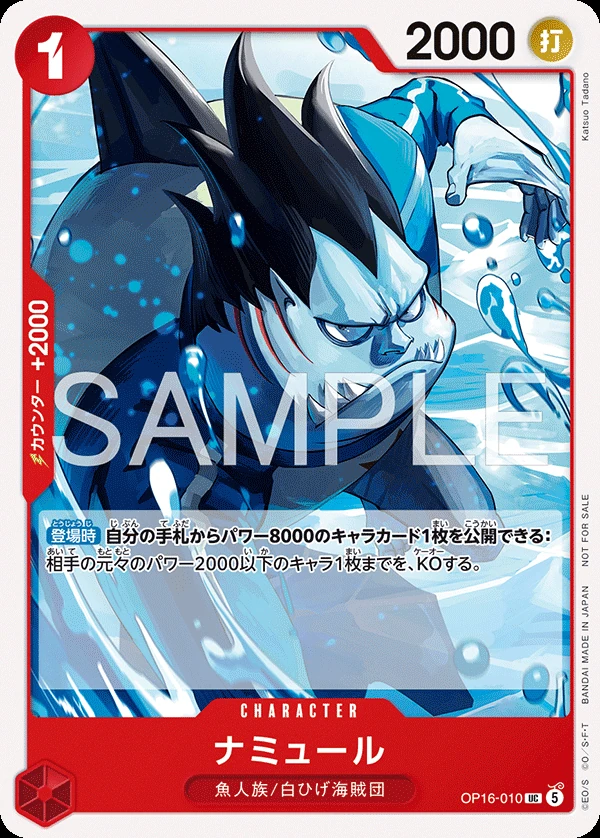 1
2000 打
Katsuo Tadano
カウンター +2000
SAMPLE
登場時 自分の手札からパワー8000のキャラカード1枚を公開できる:
相手の元々のパワー2000以下のキャラ1枚までを、KOする。
CHARACTER
ナミュール
魚人族/白ひげ海賊団
OP16-010 UC 5
©E.O/S ©O/S・F・T BANDAI MADE IN JAPAN NOT FOR SALE